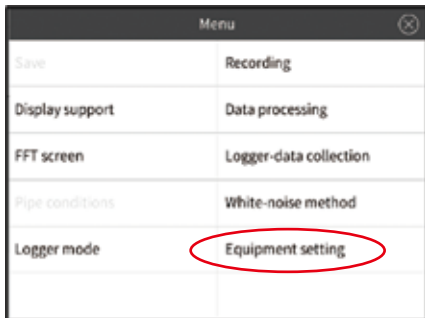 Menu
Save
Recording
Display support
Data processing
FFT screen
Logger-data collection
Pipe conditions
White-noise method
Logger mode
Equipment setting